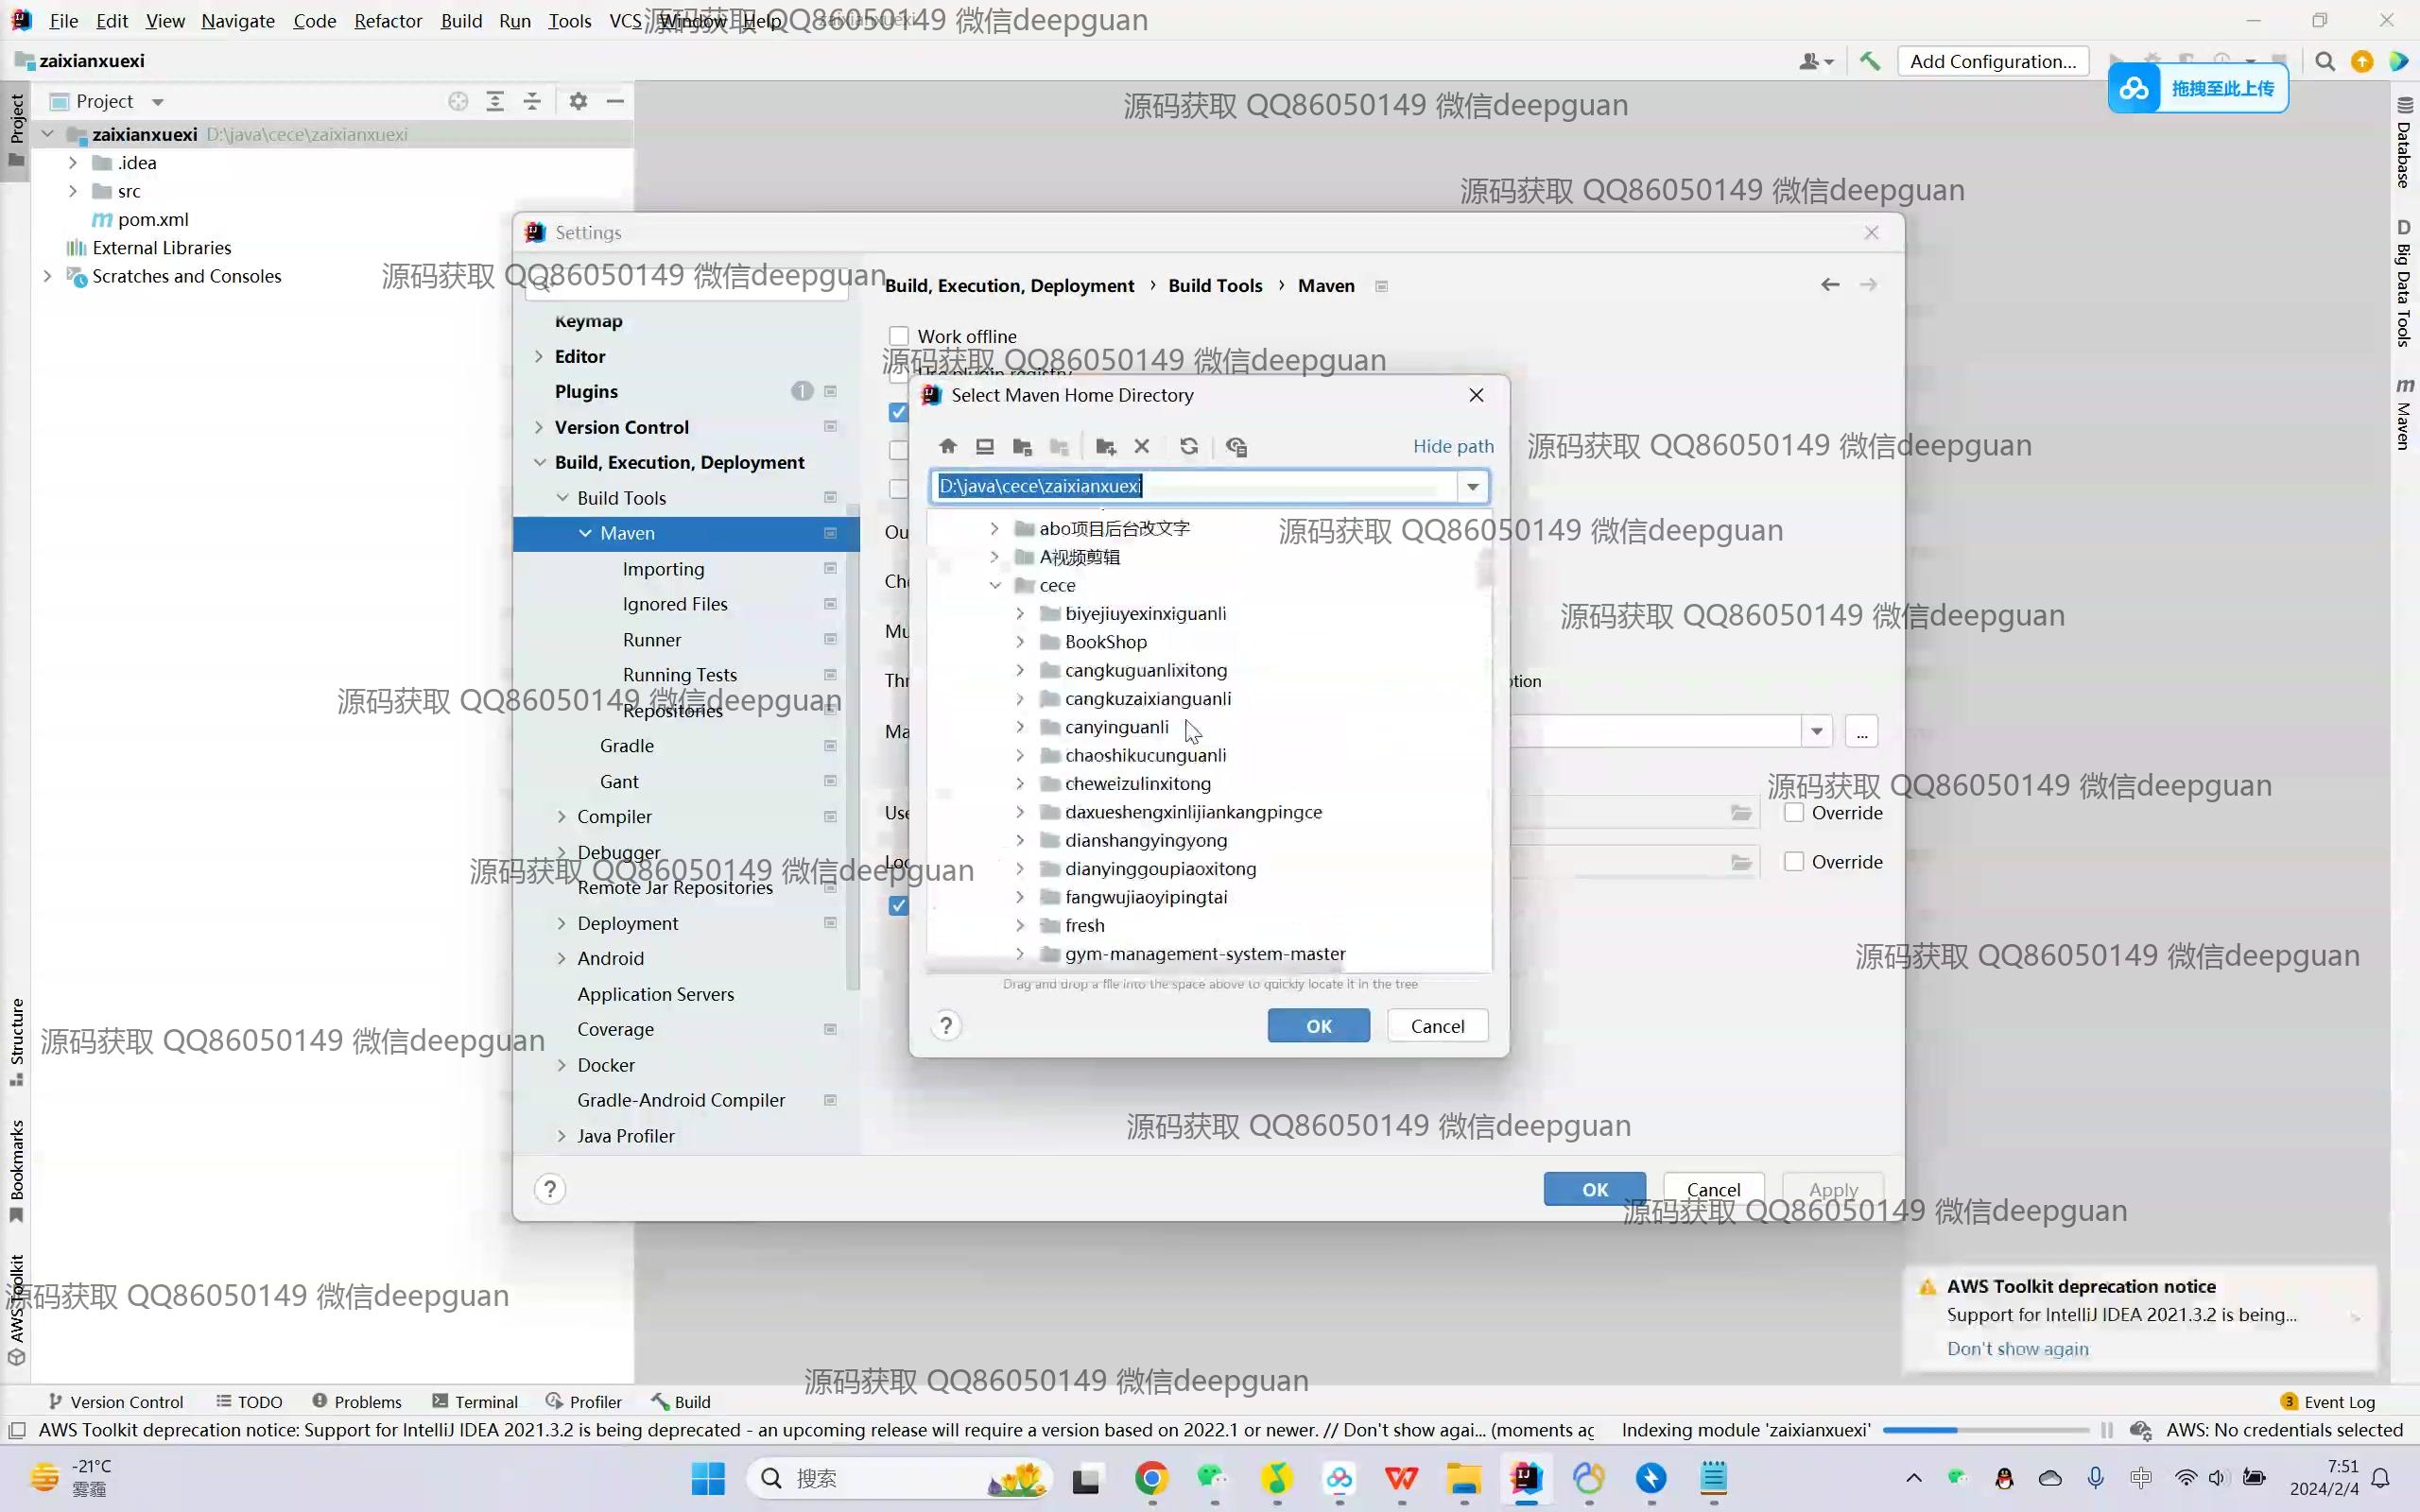 File Edit View Navigate Code Refactor Build Run Tools VCS Window Help
源码获取 QQ86050149 微信deepguan
zaixianxuexi
Add Configuration...
拖拽至此上传
Project
Project
zaixianxuexi D:\java\cece\zaixianxuexi
.idea
src
pom.xml
External Libraries
Scratches and Consoles
源码获取 QQ86050149 微信deepguan
源码获取 QQ86050149 微信deepguan
Database
Big Data Tools
Maven
Settings
源码获取 QQ86050149 微信deepguan
Build, Execution, Deployment › Build Tools › Maven
Keymap
Editor
Plugins 1
Version Control
Build, Execution, Deployment
Build Tools
Maven
Importing
Ignored Files
Runner
Running Tests
Repositories
源码获取 QQ86050149 微信deepguan
Gradle
Gant
Compiler
Debugger
源码获取 QQ86050149 微信deepguan
Remote Jar Repositories
Deployment
Android
Application Servers
Coverage
Docker
Gradle-Android Compiler
Java Profiler
Work offline
源码获取 QQ86050149 微信deepguan
Use plugin registry
Select Maven Home Directory
Hide path
源码获取 QQ86050149 微信deepguan
D:\java\cece\zaixianxuexi
abo项目后台改文字
源码获取 QQ86050149 微信deepguan
A视频剪辑
cece
biyejiuyexinxiguanli
源码获取 QQ86050149 微信deepguan
BookShop
cangkuguanlixitong
cangkuzaixianguanli
canyinguanli
chaoshikucunguanli
cheweizulinxitong
源码获取 QQ86050149 微信deepguan
daxueshengxinlijiankangpingce
dianshangyingyong
dianyinggoupiaoxitong
fangwujiaoyipingtai
fresh
gym-management-system-master
Drag and drop a file into the space above to quickly locate it in the tree
? OK Cancel
...
Override
Override
源码获取 QQ86050149 微信deepguan
源码获取 QQ86050149 微信deepguan
源码获取 QQ86050149 微信deepguan
? OK Cancel Apply
源码获取 QQ86050149 微信deepguan
Structure
Bookmarks
AWS Toolkit
源码获取 QQ86050149 微信deepguan
AWS Toolkit deprecation notice
Support for IntelliJ IDEA 2021.3.2 is being...
Don't show again
源码获取 QQ86050149 微信deepguan
Version Control TODO Problems Terminal Profiler Build 3 Event Log
AWS Toolkit deprecation notice: Support for IntelliJ IDEA 2021.3.2 is being deprecated - an upcoming release will require a version based on 2022.1 or newer. // Don't show agai... (moments ag Indexing module 'zaixianxuexi' AWS: No credentials selected
-21°C
雾霾
搜索
中
7:51
2024/2/4